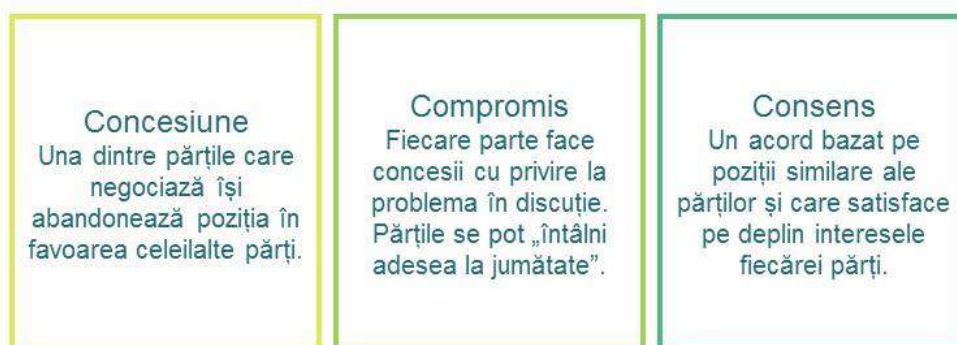 Concesiune
Una dintre părțile care
negociază își
abandonează poziția în
favoarea celeilalte părți.
Compromis
Fiecare parte face
concesii cu privire la
problema în discuție.
Părțile se pot „întâlni
adesea la jumătate”.
Consens
Un acord bazat pe
poziții similare ale
părților și care satisface
pe deplin interesele
fiecărei părți.